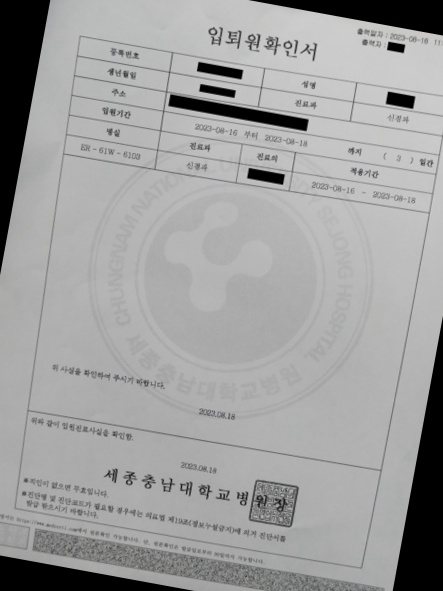 출력일자 : 2023-08-18
출력자 :
입퇴원확인서
등록번호 성명
생년월일 진료과 신경과
주소
입원기간 2023-08-16 부터 2023-08-18 까지 ( 3 ) 일간
병실 진료과 진료의 적용기간
ER - 61W - 6103 신경과 2023-08-16 - 2023-08-18
CHUNGNAM NATIONAL UNIVERSITY SEJONG HOSPITAL
세종충남대학교병원
위 사실을 확인하여 주시기 바랍니다.
2023.08.18
위와 같이 입원진료사실을 확인함.
2023.08.18
세종충남대학교병원장
※직인이 없으면 무효입니다.
※진단명 및 진단코드가 필요할 경우에는 의료법 제19조(정보누설금지)에 의거 진단서를
발급 받으시기 바랍니다.